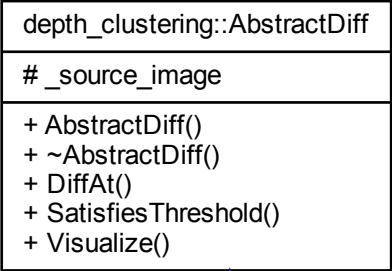 depth_clustering::AbstractDiff
# _source_image
+ AbstractDiff()
+ ~AbstractDiff()
+ DiffAt()
+ SatisfiesThreshold()
+ Visualize()